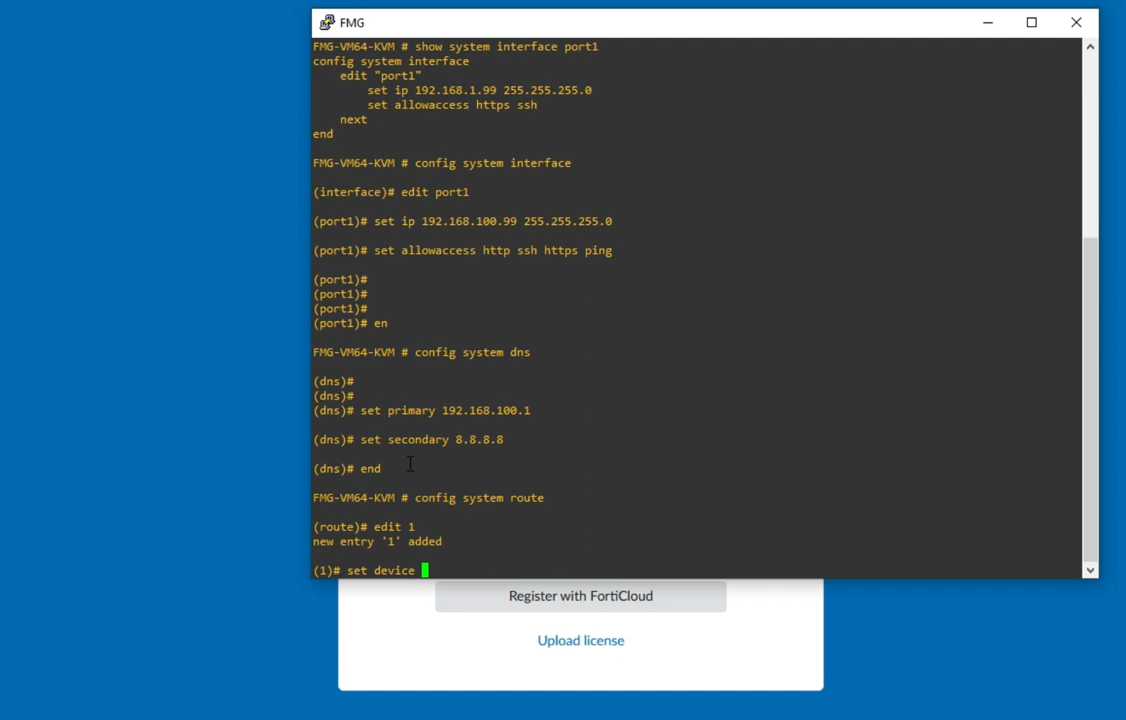 FMG
FMG-VM64-KVM # show system interface port1
config system interface
    edit "port1"
        set ip 192.168.1.99 255.255.255.0
        set allowaccess https ssh
    next
end
FMG-VM64-KVM # config system interface
(interface)# edit port1
(port1)# set ip 192.168.100.99 255.255.255.0
(port1)# set allowaccess http ssh https ping
(port1)#
(port1)#
(port1)#
(port1)# en
FMG-VM64-KVM # config system dns
(dns)#
(dns)#
(dns)# set primary 192.168.100.1
(dns)# set secondary 8.8.8.8
(dns)# end
FMG-VM64-KVM # config system route
(route)# edit 1
new entry '1' added
(1)# set device
Register with FortiCloud
Upload license